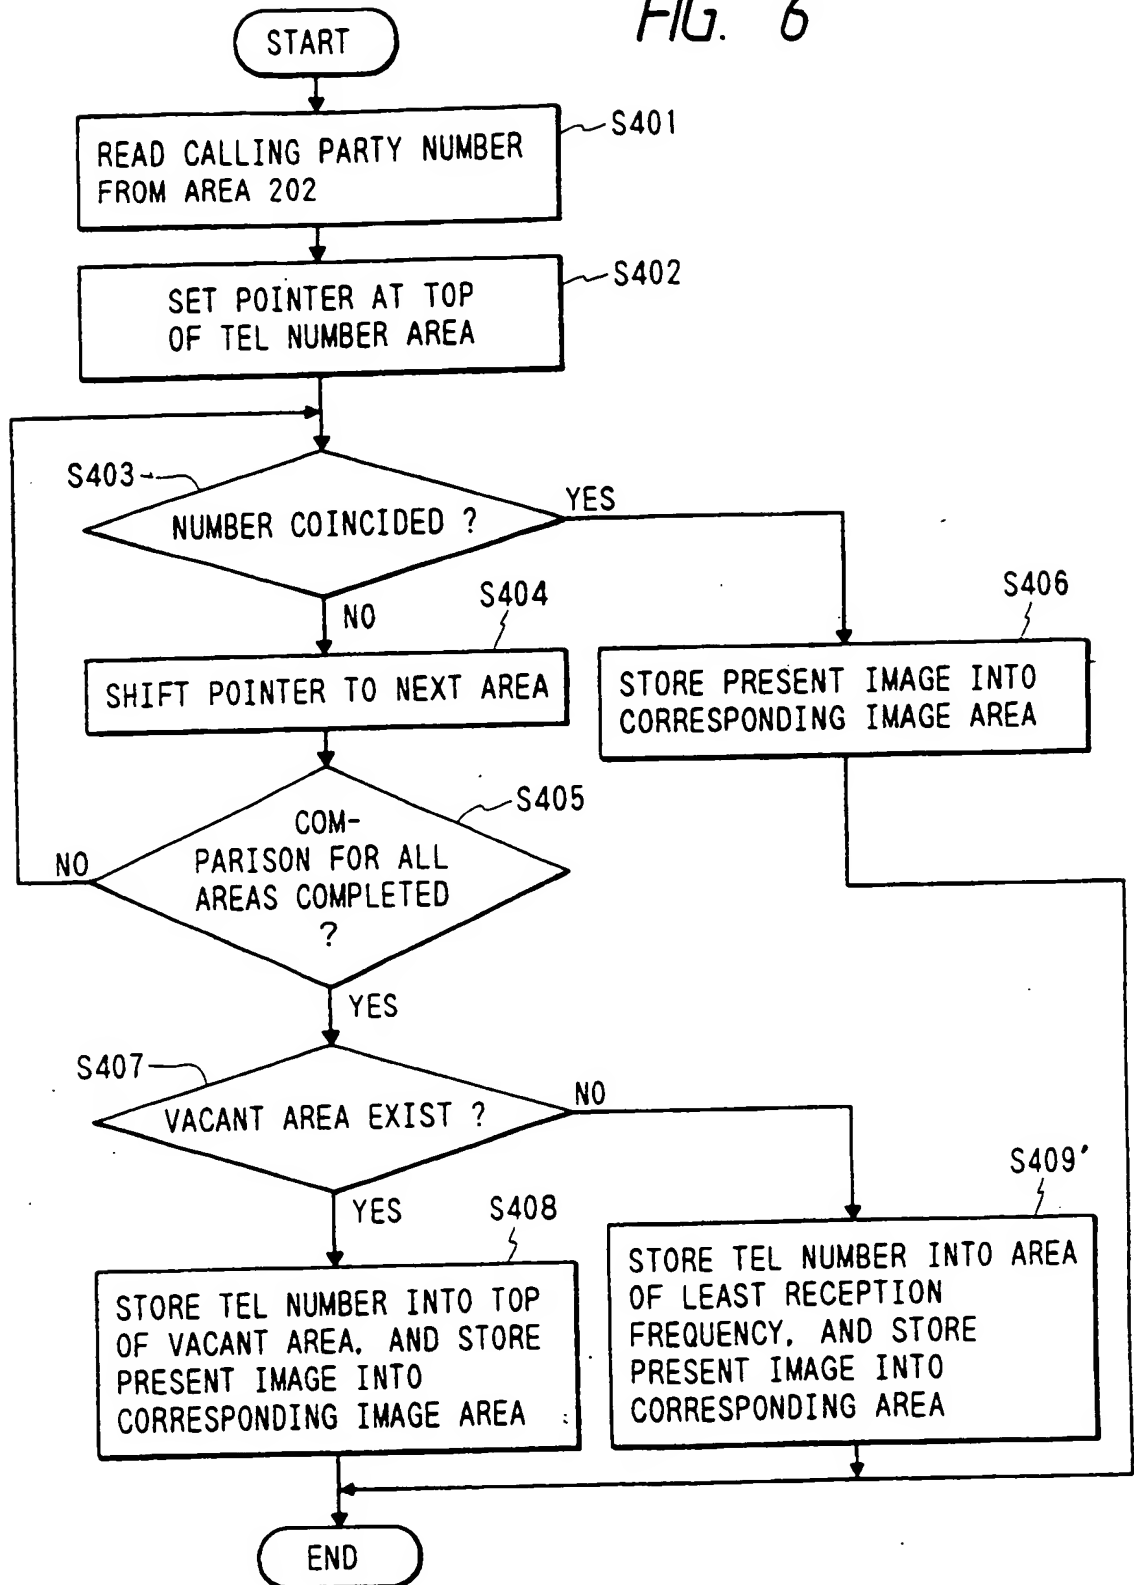 FIG. 6
START
S401
READ CALLING PARTY NUMBER
FROM AREA 202
S402
SET POINTER AT TOP
OF TEL NUMBER AREA
S403
NUMBER COINCIDED ?
YES
NO
S404
SHIFT POINTER TO NEXT AREA
S406
STORE PRESENT IMAGE INTO
CORRESPONDING IMAGE AREA
S405
COM-
PARISON FOR ALL
AREAS COMPLETED
?
NO
YES
S407
VACANT AREA EXIST ?
NO
YES
S408
STORE TEL NUMBER INTO TOP
OF VACANT AREA, AND STORE
PRESENT IMAGE INTO
CORRESPONDING IMAGE AREA
S409'
STORE TEL NUMBER INTO AREA
OF LEAST RECEPTION
FREQUENCY, AND STORE
PRESENT IMAGE INTO
CORRESPONDING AREA
END